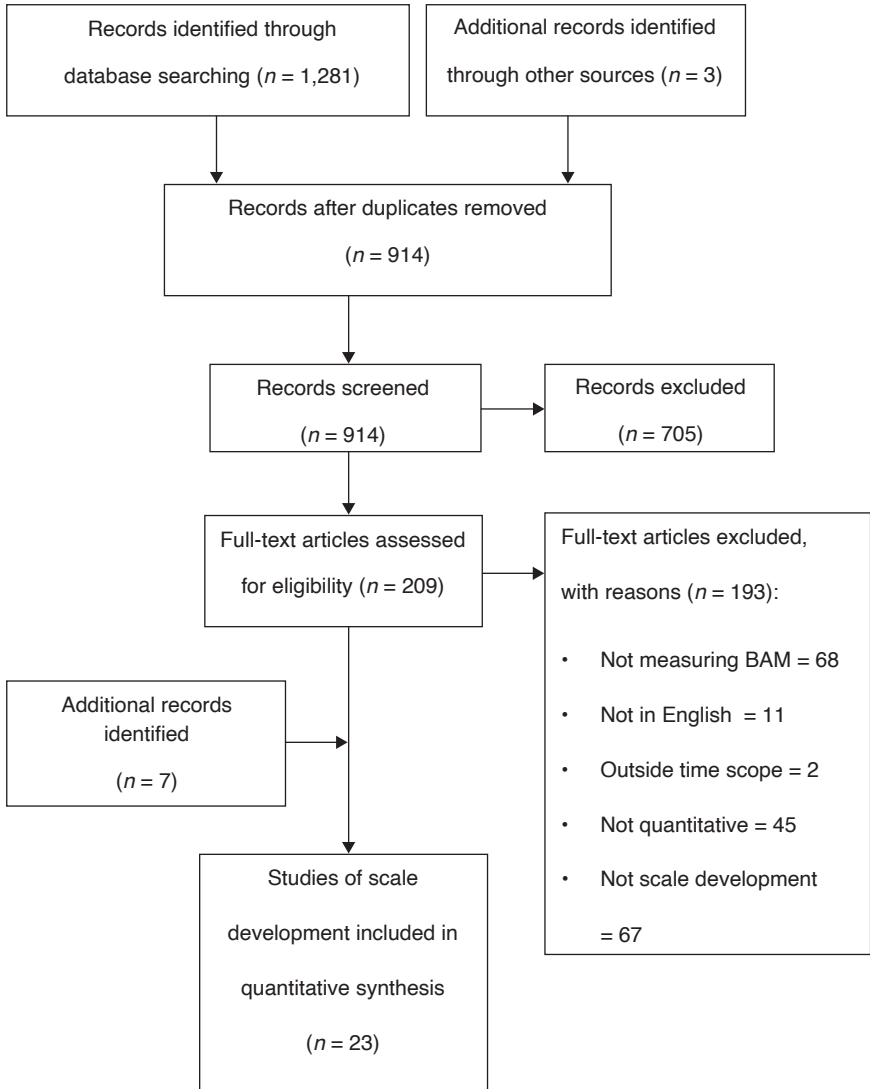 Records identified through
database searching (n = 1,281)
Additional records identified
through other sources (n = 3)
Records after duplicates removed
(n = 914)
Records screened
(n = 914)
Records excluded
(n = 705)
Full-text articles assessed
for eligibility (n = 209)
Full-text articles excluded,
with reasons (n = 193):
• Not measuring BAM = 68
• Not in English = 11
• Outside time scope = 2
• Not quantitative = 45
• Not scale development
= 67
Additional records
identified
(n = 7)
Studies of scale
development included in
quantitative synthesis
(n = 23)